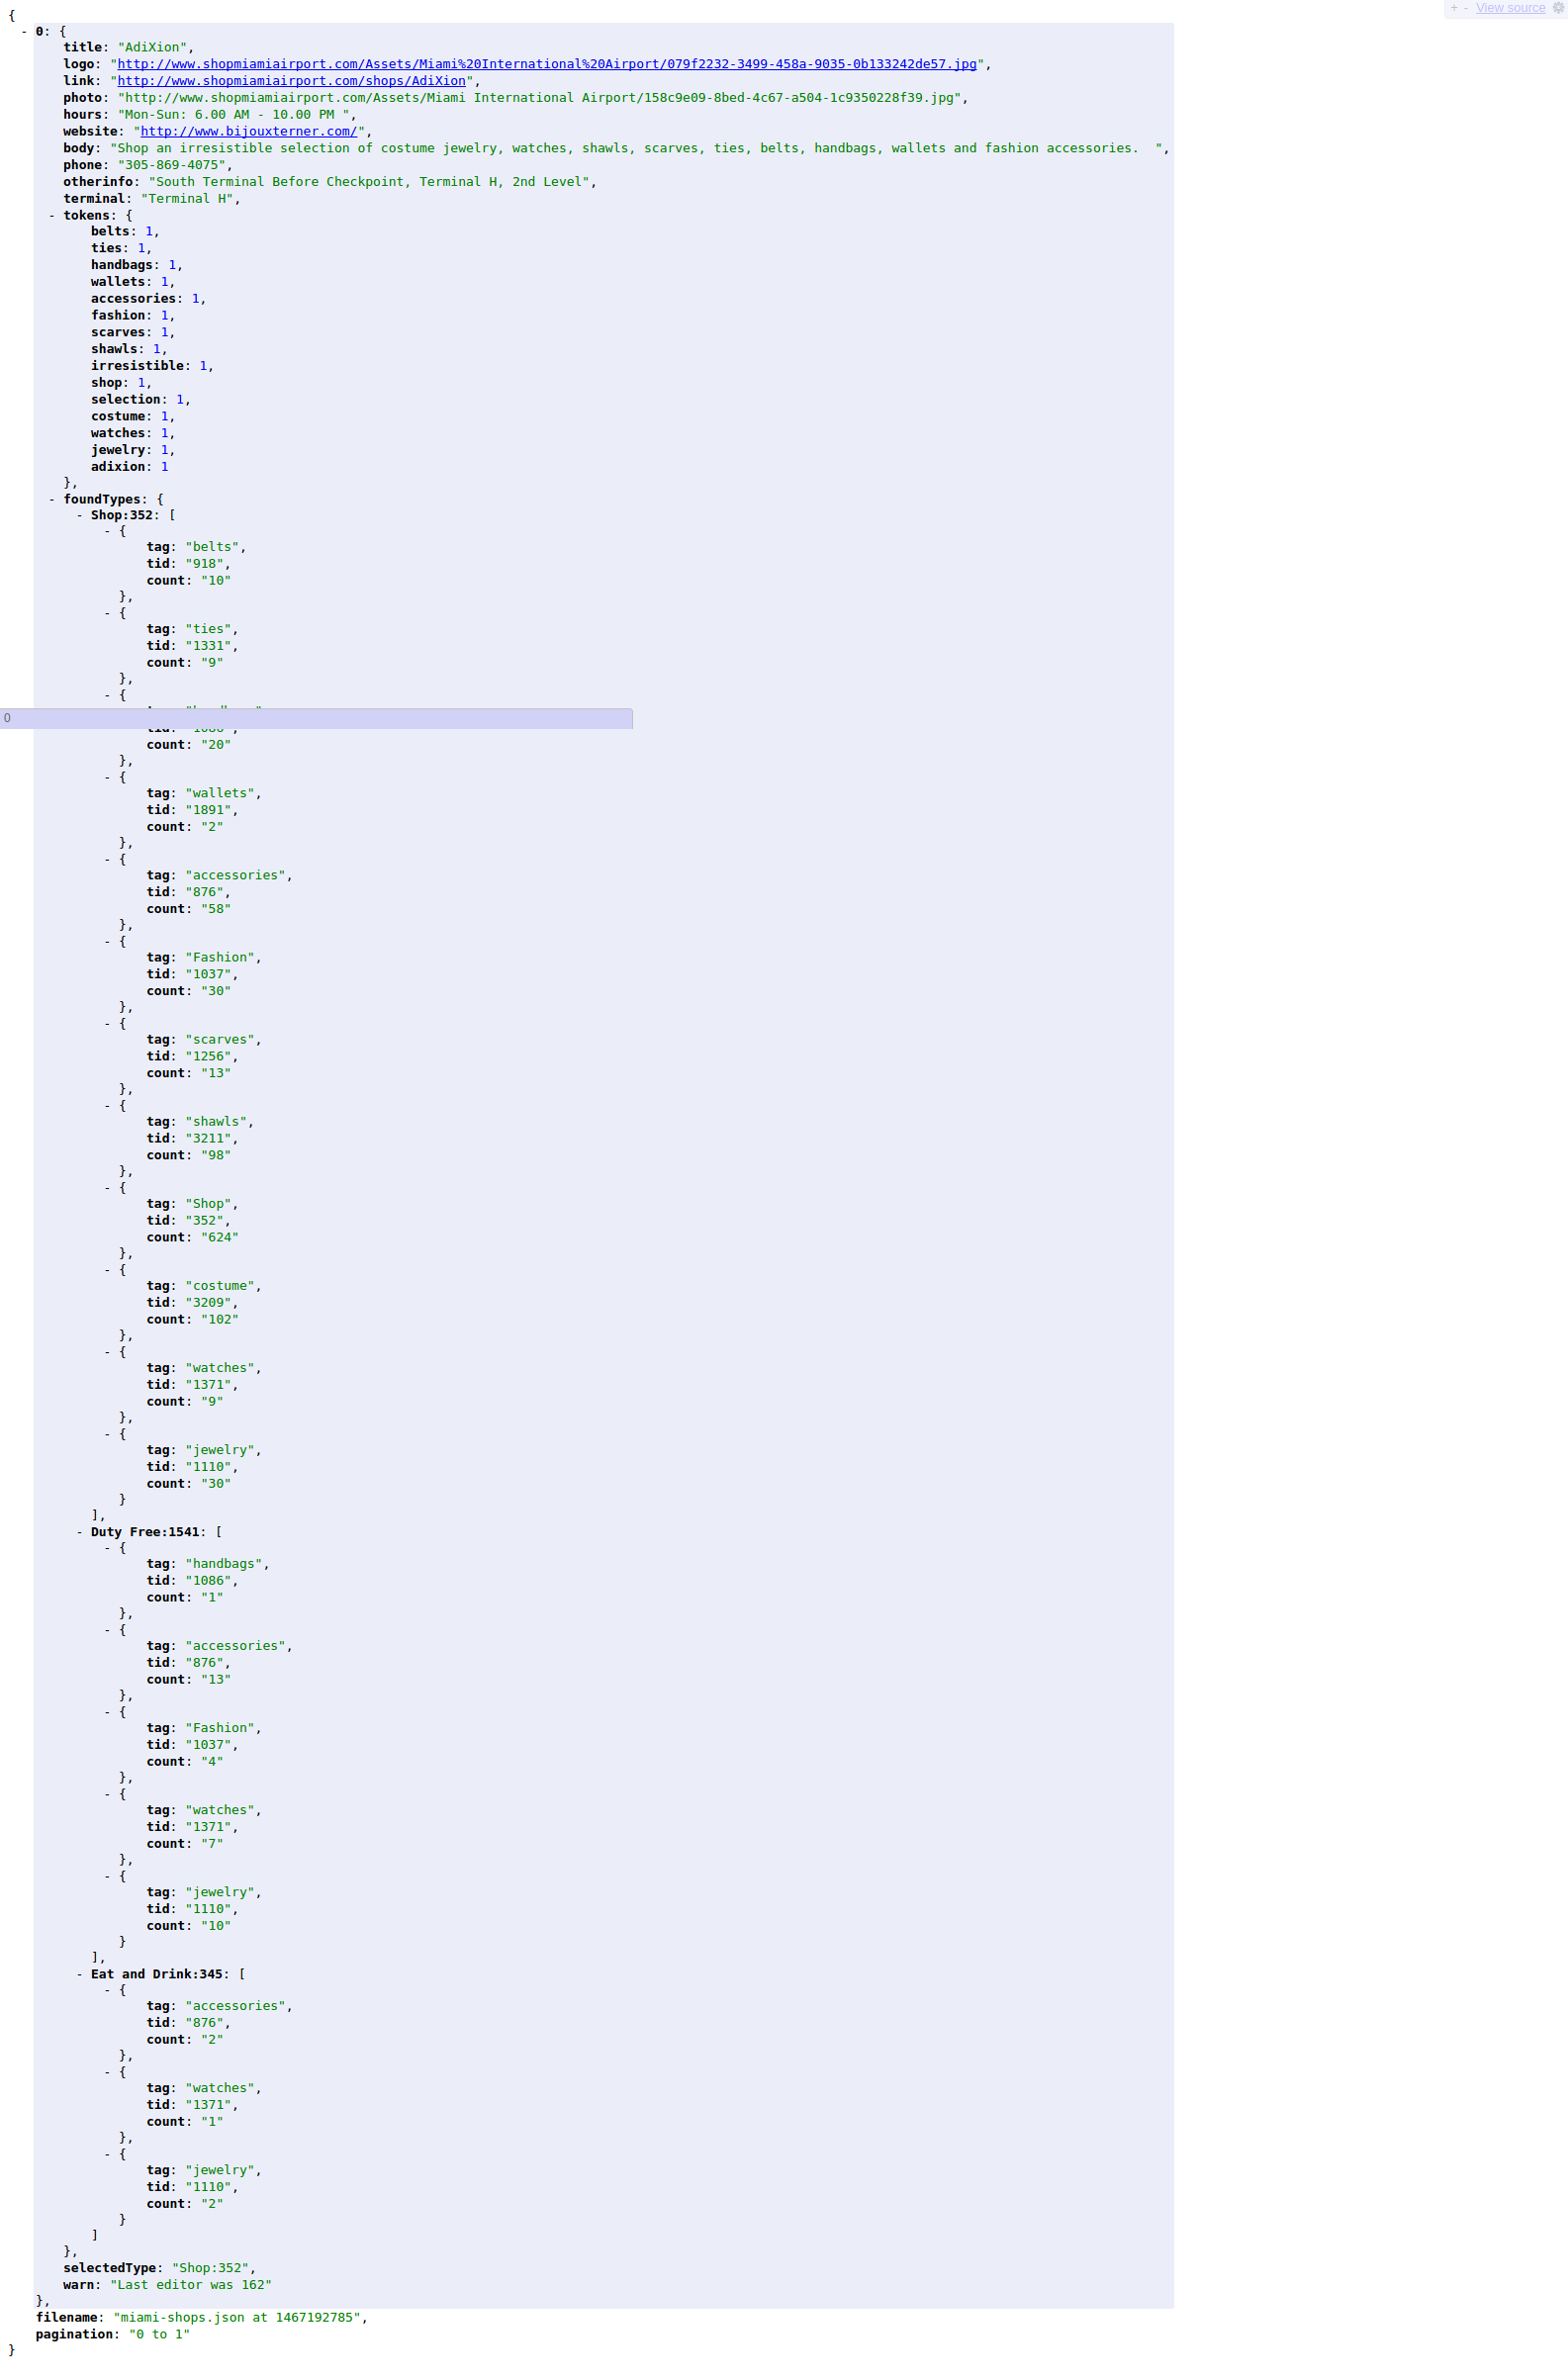 + - View source
{
- 0: {
title: "AdiXion",
logo: "http://www.shopmiamiairport.com/Assets/Miami%20International%20Airport/079f2232-3499-458a-9035-0b133242de57.jpg",
link: "http://www.shopmiamiairport.com/shops/AdiXion",
photo: "http://www.shopmiamiairport.com/Assets/Miami International Airport/158c9e09-8bed-4c67-a504-1c9350228f39.jpg",
hours: "Mon-Sun: 6.00 AM - 10.00 PM ",
website: "http://www.bijouxterner.com/",
body: "Shop an irresistible selection of costume jewelry, watches, shawls, scarves, ties, belts, handbags, wallets and fashion accessories.  ",
phone: "305-869-4075",
otherinfo: "South Terminal Before Checkpoint, Terminal H, 2nd Level",
terminal: "Terminal H",
- tokens: {
belts: 1,
ties: 1,
handbags: 1,
wallets: 1,
accessories: 1,
fashion: 1,
scarves: 1,
shawls: 1,
irresistible: 1,
shop: 1,
selection: 1,
costume: 1,
watches: 1,
jewelry: 1,
adixion: 1
},
- foundTypes: {
- Shop:352: [
- {
tag: "belts",
tid: "918",
count: "10"
},
- {
tag: "ties",
tid: "1331",
count: "9"
},
- {
0
count: "20"
},
- {
tag: "wallets",
tid: "1891",
count: "2"
},
- {
tag: "accessories",
tid: "876",
count: "58"
},
- {
tag: "Fashion",
tid: "1037",
count: "30"
},
- {
tag: "scarves",
tid: "1256",
count: "13"
},
- {
tag: "shawls",
tid: "3211",
count: "98"
},
- {
tag: "Shop",
tid: "352",
count: "624"
},
- {
tag: "costume",
tid: "3209",
count: "102"
},
- {
tag: "watches",
tid: "1371",
count: "9"
},
- {
tag: "jewelry",
tid: "1110",
count: "30"
}
],
- Duty Free:1541: [
- {
tag: "handbags",
tid: "1086",
count: "1"
},
- {
tag: "accessories",
tid: "876",
count: "13"
},
- {
tag: "Fashion",
tid: "1037",
count: "4"
},
- {
tag: "watches",
tid: "1371",
count: "7"
},
- {
tag: "jewelry",
tid: "1110",
count: "10"
}
],
- Eat and Drink:345: [
- {
tag: "accessories",
tid: "876",
count: "2"
},
- {
tag: "watches",
tid: "1371",
count: "1"
},
- {
tag: "jewelry",
tid: "1110",
count: "2"
}
]
},
selectedType: "Shop:352",
warn: "Last editor was 162"
},
filename: "miami-shops.json at 1467192785",
pagination: "0 to 1"
}